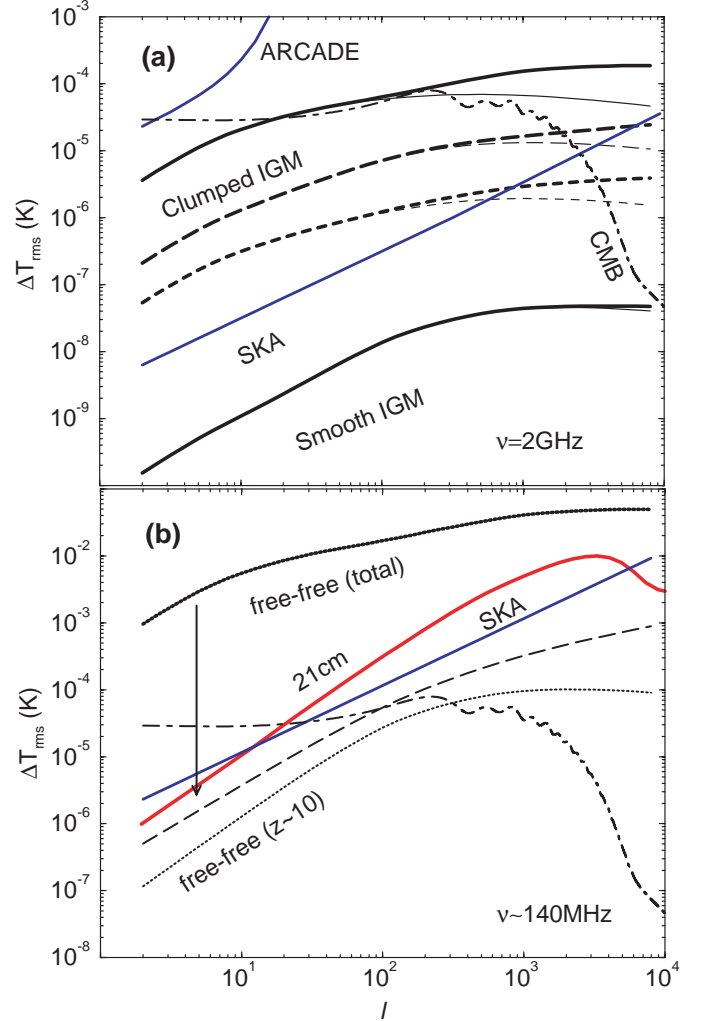 10^-3
(a)
ARCADE
10^-4
10^-5
Clumped IGM
10^-6
ΔT_rms (K)
CMB
10^-7
SKA
10^-8
Smooth IGM
10^-9
ν=2GHz
(b)
10^-2
free-free (total)
10^-3
SKA
21cm
10^-4
ΔT_rms (K)
10^-5
10^-6
free-free (z~10)
10^-7
ν~140MHz
10^-8
10^1 10^2 10^3 10^4
l